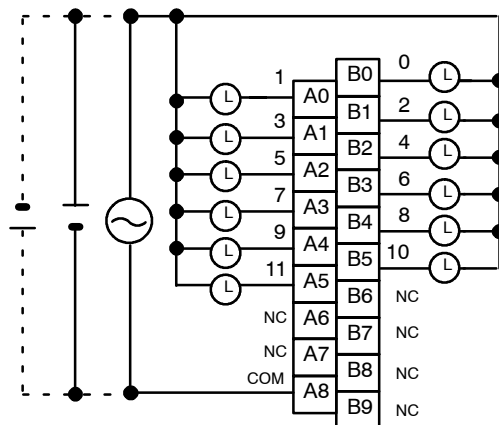 0
B0 L
1
L A0
2
B1 L
3
L A1
4
B2 L
5
L A2
6
B3 L
7
L A3
8
B4 L
9
L A4
10
B5 L
11
L A5
B6 NC
NC A6
B7 NC
NC A7
B8 NC
COM A8
B9 NC